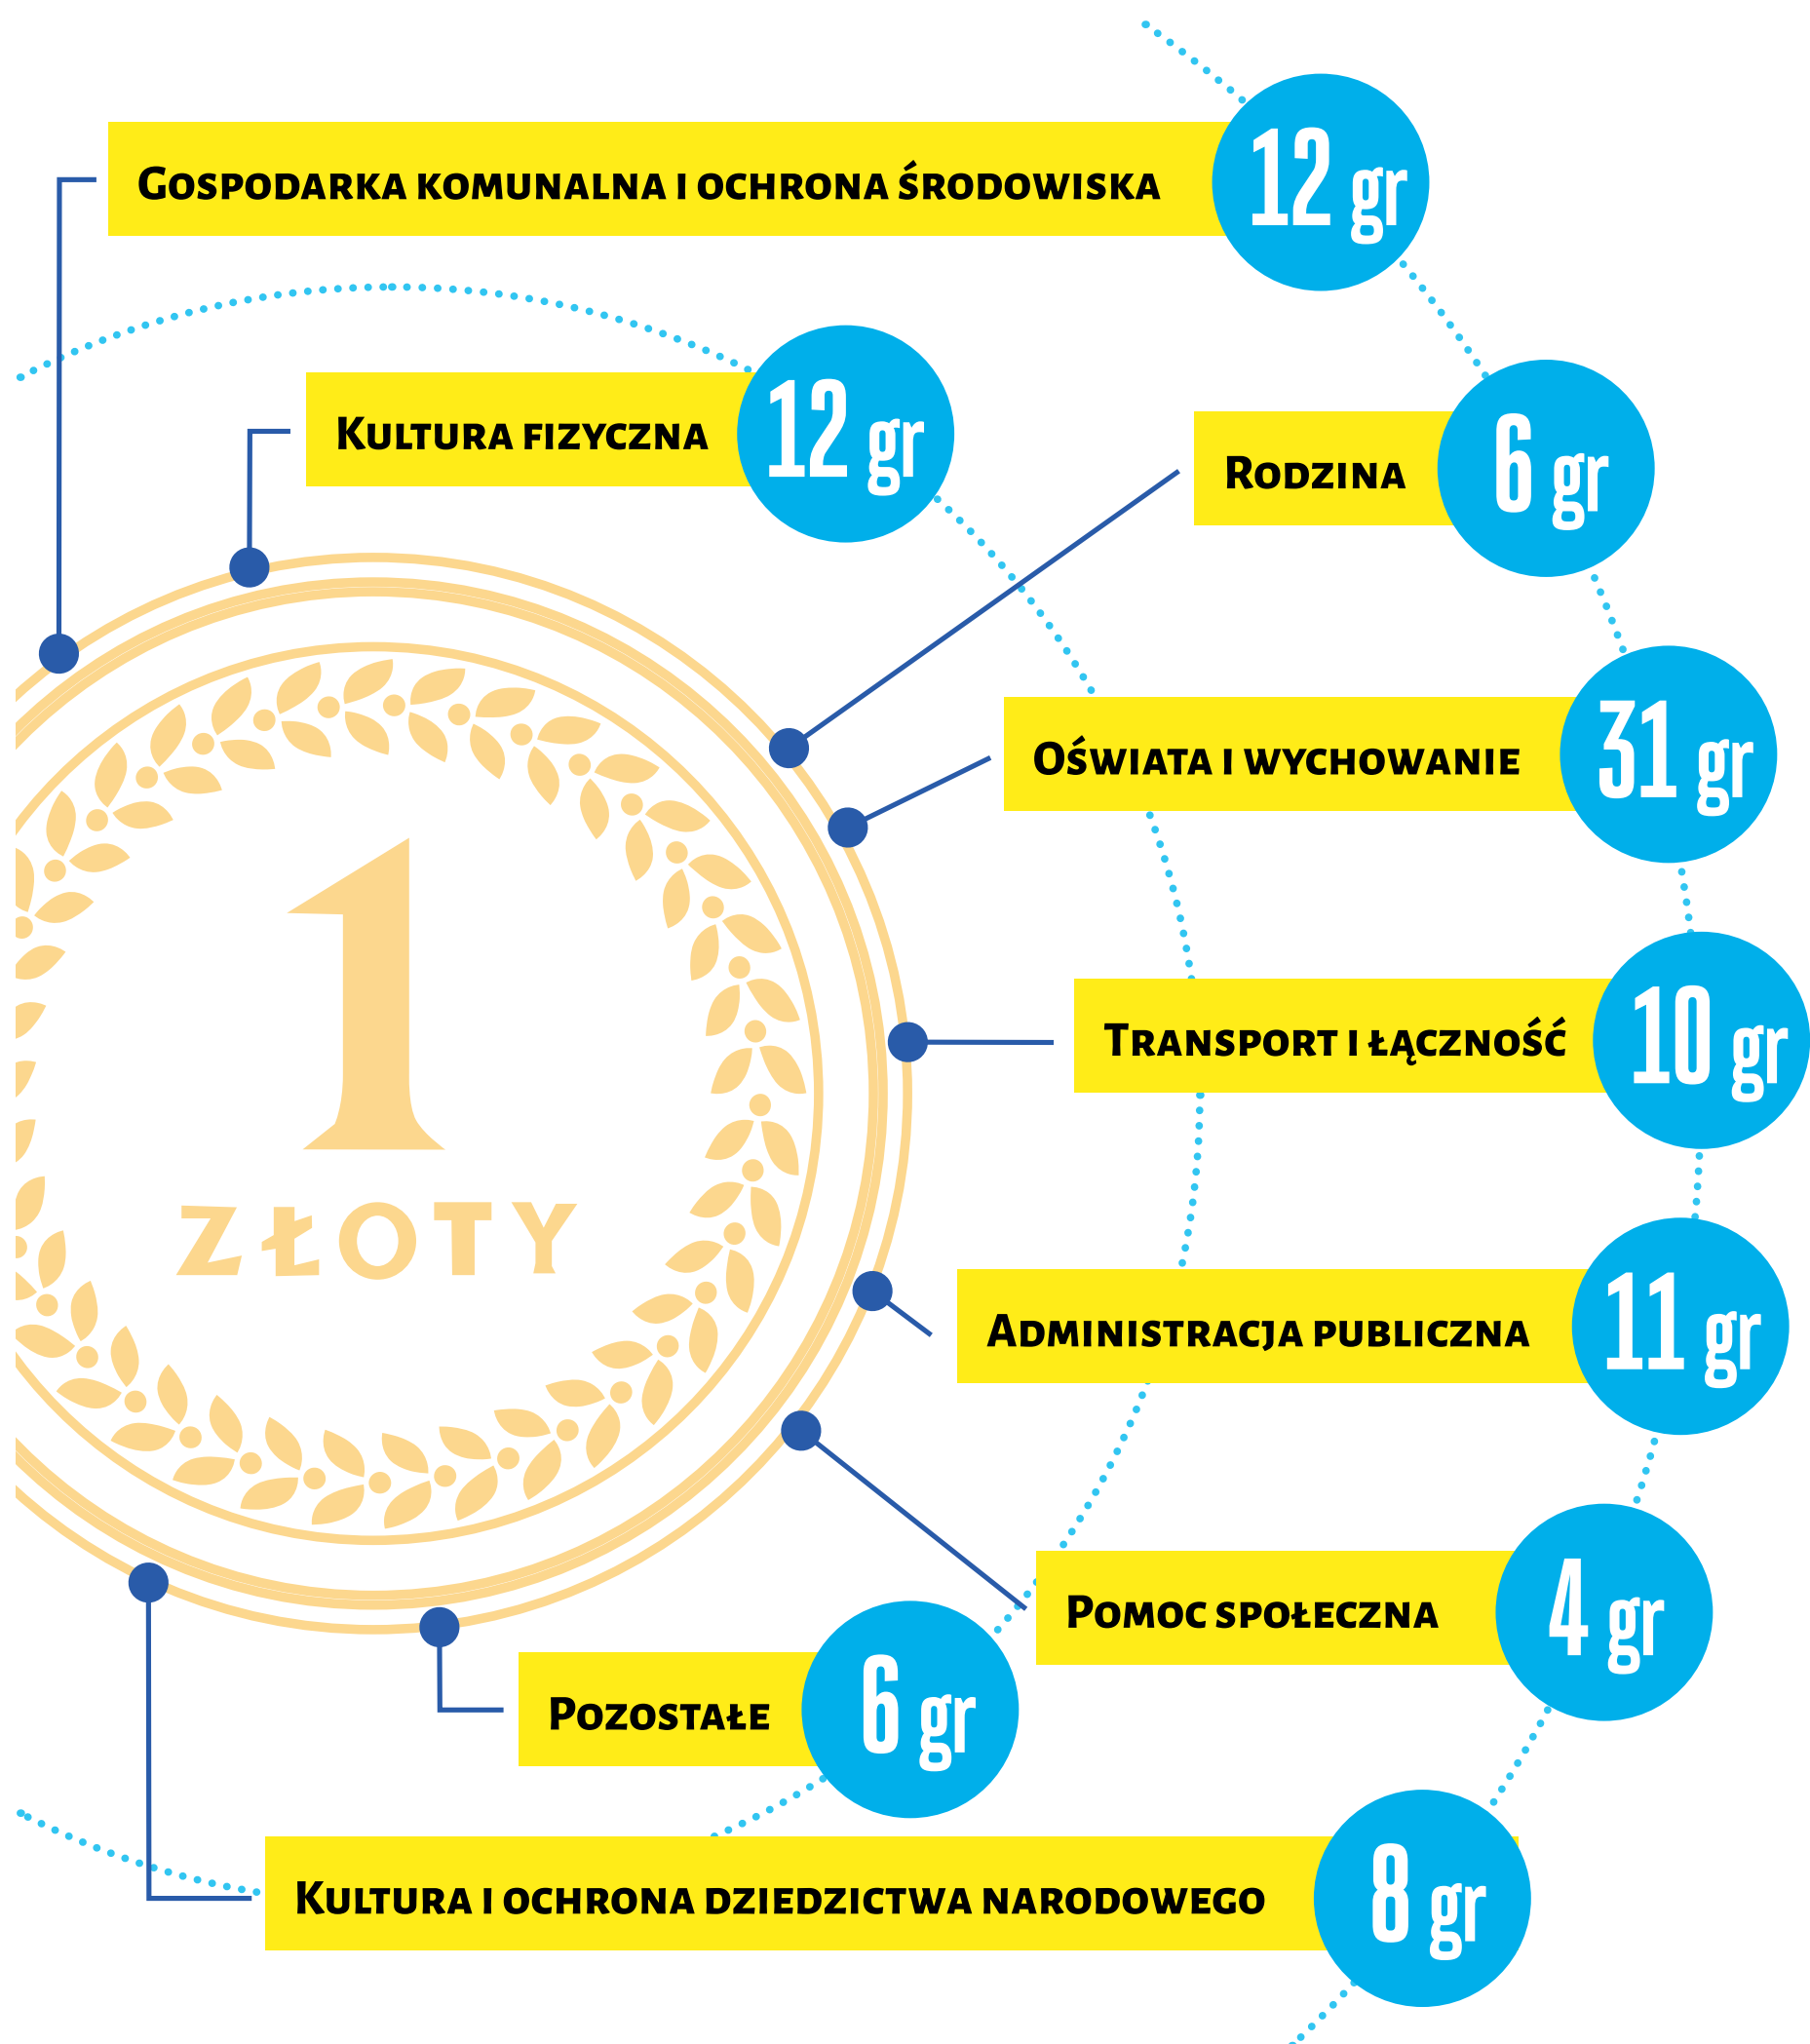 Gospodarka komunalna i ochrona środowiska 12 gr
Kultura fizyczna 12 gr
Rodzina 6 gr
Oświata i wychowanie 31 gr
1
ZŁOTY
Transport i łączność 10 gr
Administracja publiczna 11 gr
Pomoc społeczna 4 gr
Pozostałe 6 gr
Kultura i ochrona dziedzictwa narodowego 8 gr